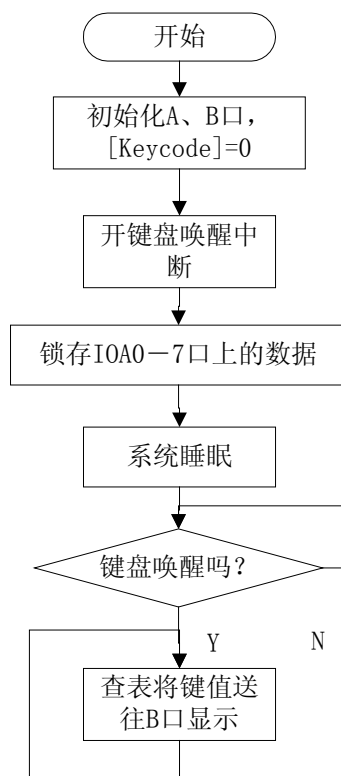 开始
初始化A、B口，
[Keycode]=0
开键盘唤醒中
断
锁存IOA0－7口上的数据
系统睡眠
键盘唤醒吗？
Y
N
查表将键值送
往B口显示